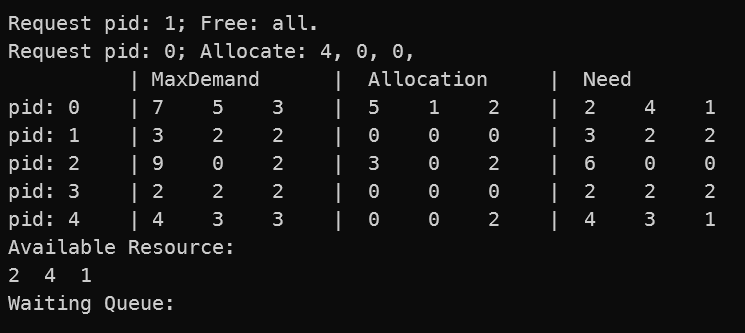 Request pid: 1; Free: all.
Request pid: 0; Allocate: 4, 0, 0,
| MaxDemand | Allocation | Need
pid: 0 | 7 5 3 | 5 1 2 | 2 4 1
pid: 1 | 3 2 2 | 0 0 0 | 3 2 2
pid: 2 | 9 0 2 | 3 0 2 | 6 0 0
pid: 3 | 2 2 2 | 0 0 0 | 2 2 2
pid: 4 | 4 3 3 | 0 0 2 | 4 3 1
Available Resource:
2 4 1
Waiting Queue: